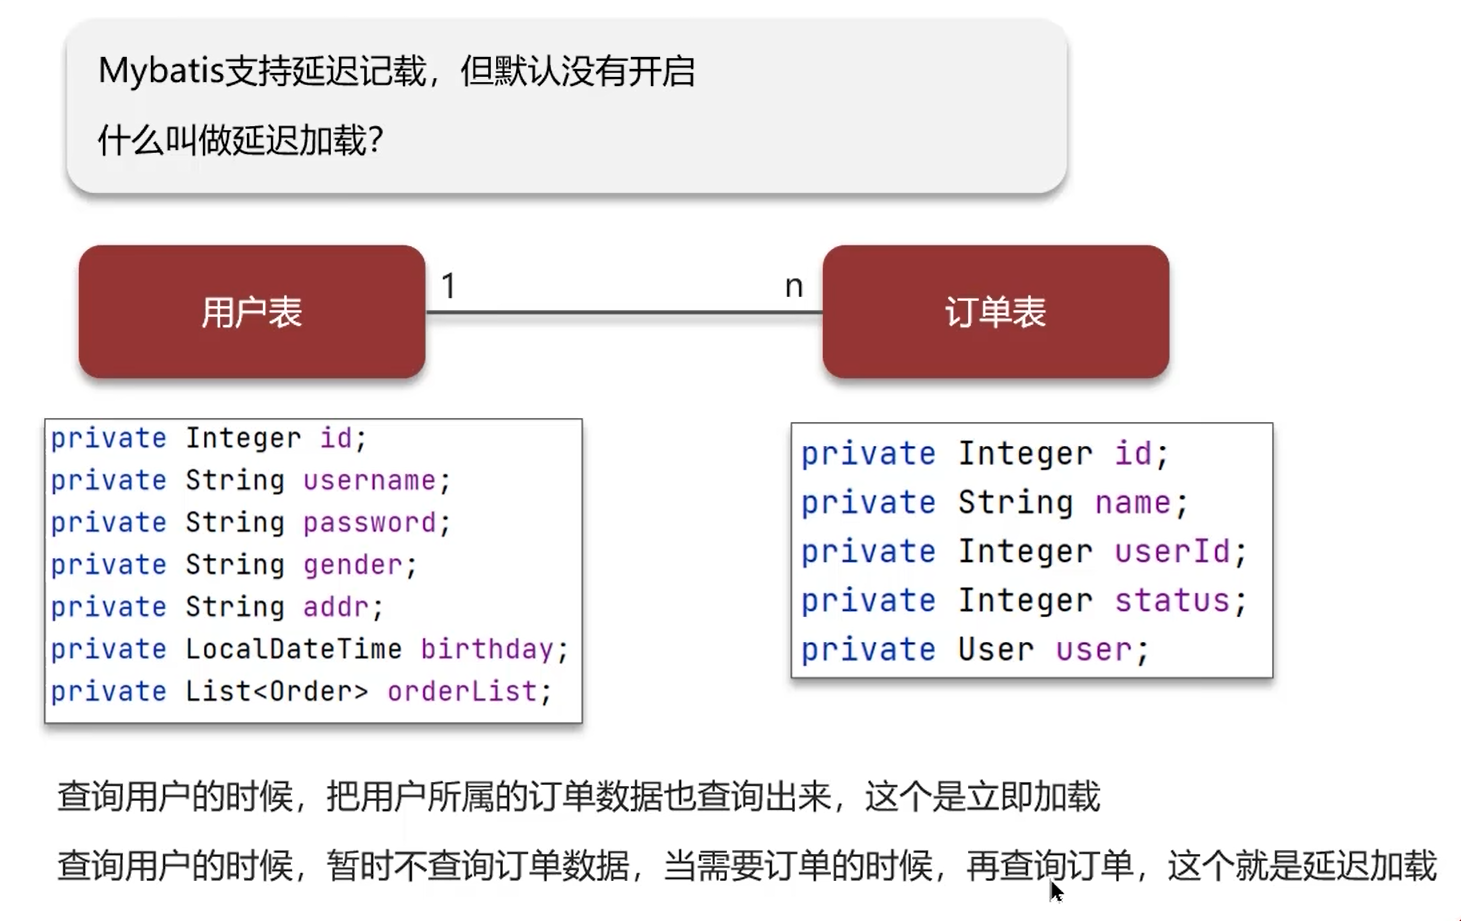 Mybatis支持延迟记载，但默认没有开启
什么叫做延迟加载？
用户表
1
n
订单表
private Integer id;
private String username;
private String password;
private String gender;
private String addr;
private LocalDateTime birthday;
private List<Order> orderList;
private Integer id;
private String name;
private Integer userId;
private Integer status;
private User user;
查询用户的时候，把用户所属的订单数据也查询出来，这个是立即加载
查询用户的时候，暂时不查询订单数据，当需要订单的时候，再查询订单，这个就是延迟加载